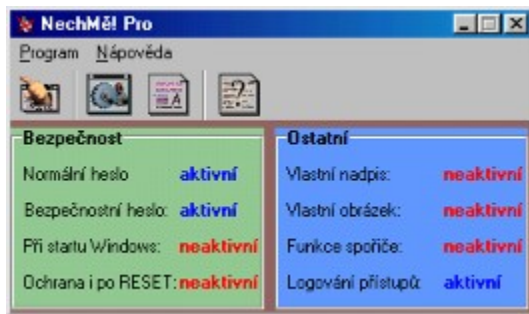 NechMě! Pro
Program Nápověda
Bezpečnost
Normální heslo aktivní
Bezpečnostní heslo: aktivní
Při startu Windows: neaktivní
Ochrana i po RESET: neaktivní
Ostatní
Vlastní nadpis: neaktivní
Vlastní obrázek: neaktivní
Funkce spořiče: neaktivní
Logování přístupů: aktivní